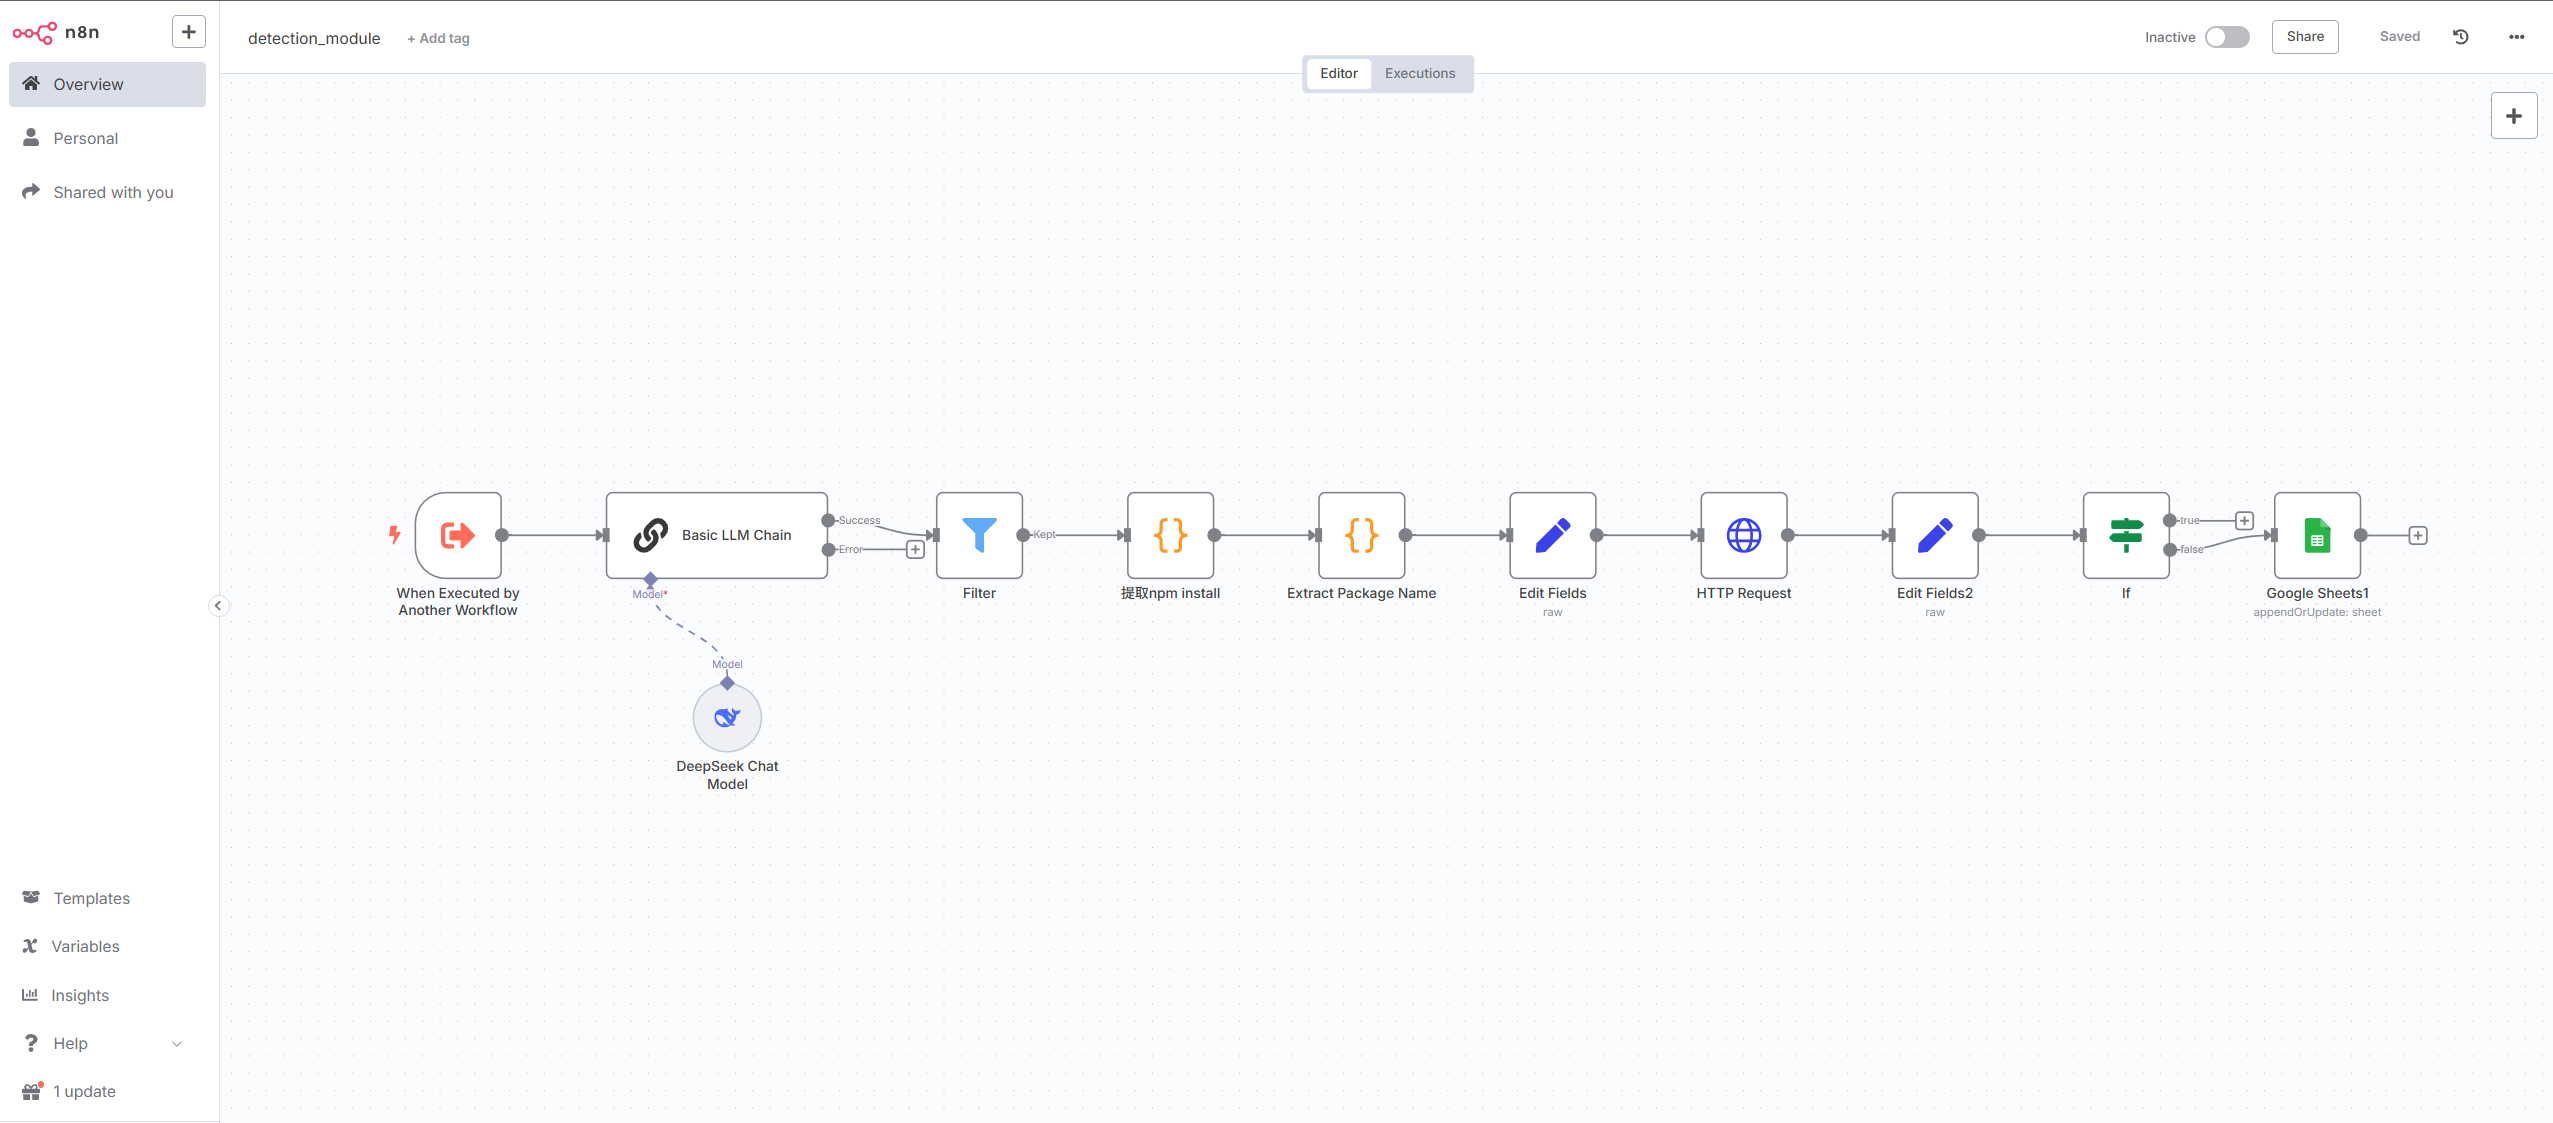 n8n
Overview
Personal
Shared with you
Templates
Variables
Insights
Help
1 update
detection_module
+ Add tag
Inactive
Share
Saved
Editor
Executions
When Executed by
Another Workflow
Basic LLM Chain
Success
Error
Model*
Model
DeepSeek Chat
Model
Filter
Kept
提取npm install
Extract Package Name
Edit Fields
raw
HTTP Request
Edit Fields2
raw
If
true
false
Google Sheets1
appendOrUpdate: sheet